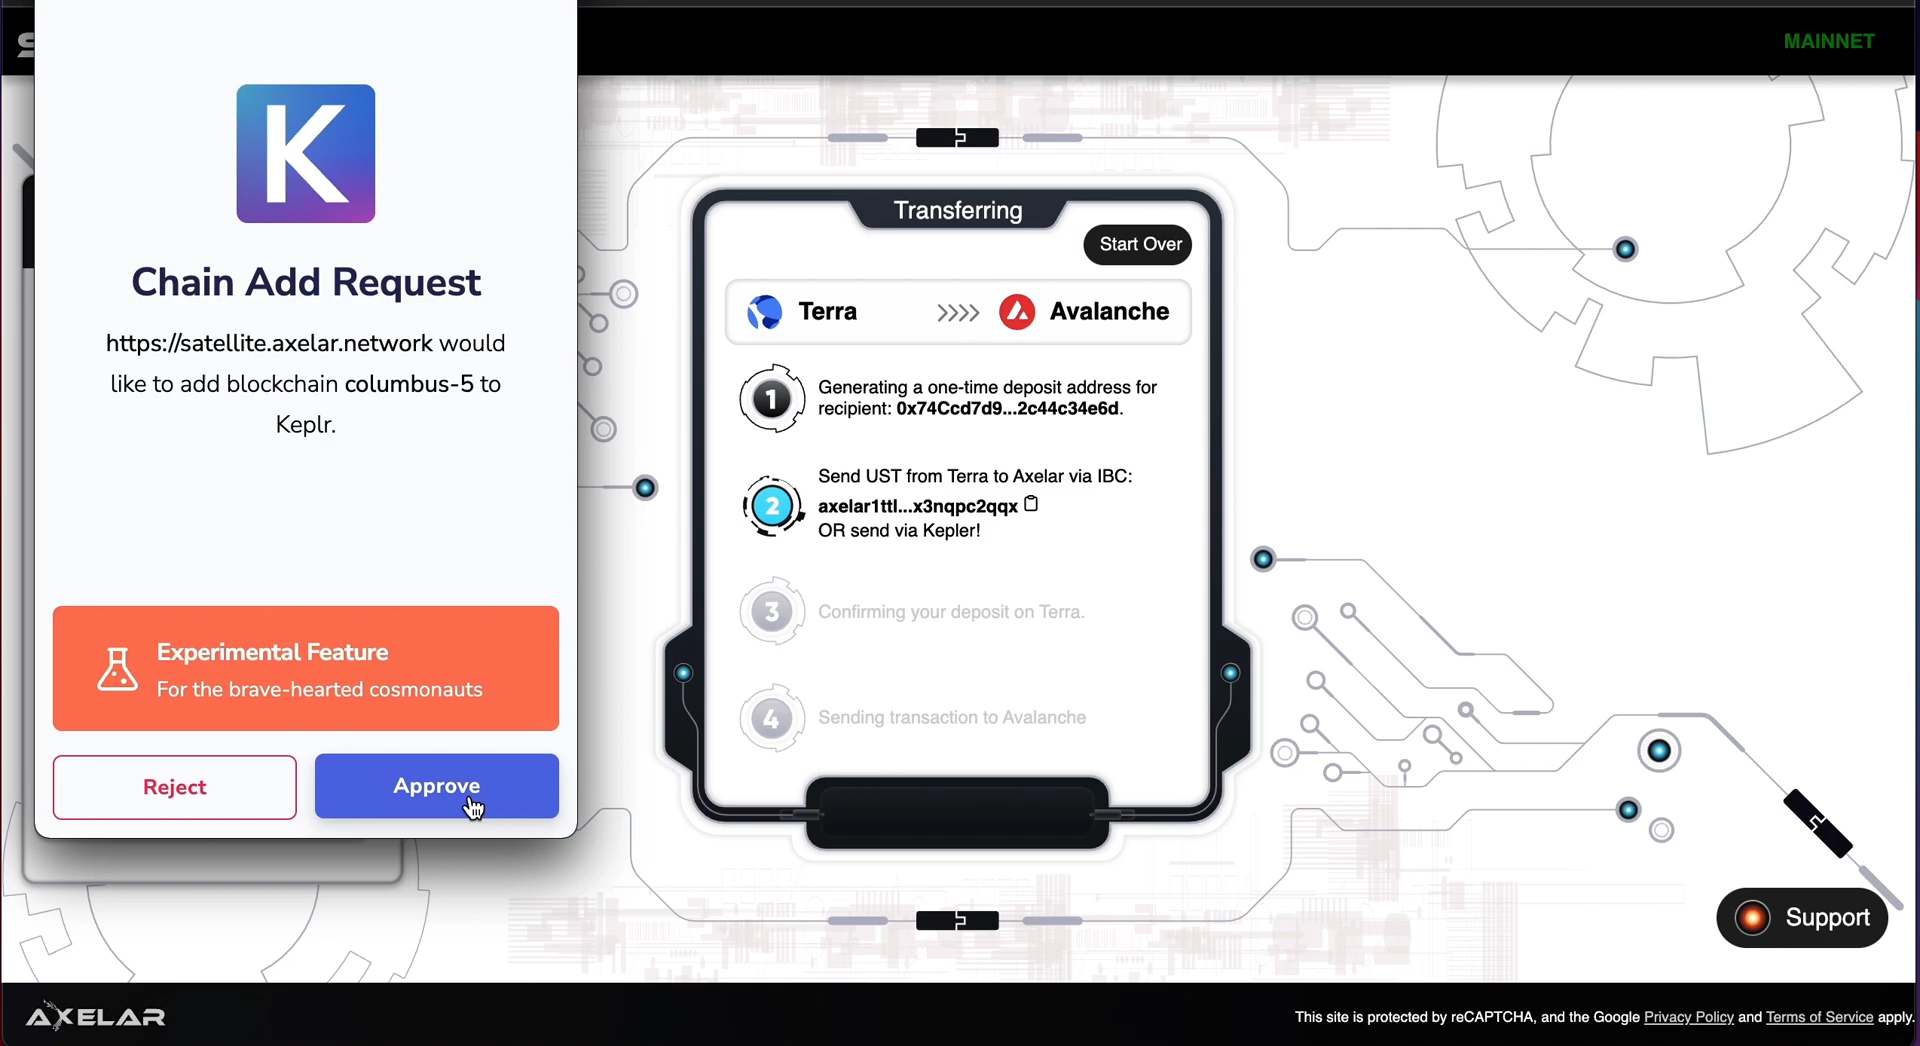 S
MAINNET
K
Chain Add Request
https://satellite.axelar.network would
like to add blockchain columbus-5 to
Keplr.
Experimental Feature
For the brave-hearted cosmonauts
Reject
Approve
Transferring
Start Over
Terra
Avalanche
1
Generating a one-time deposit address for
recipient: 0x74Ccd7d9...2c44c34e6d.
2
Send UST from Terra to Axelar via IBC:
axelar1ttl...x3nqpc2qqx
OR send via Kepler!
3
Confirming your deposit on Terra.
4
Sending transaction to Avalanche
Support
AXELAR
This site is protected by reCAPTCHA, and the Google Privacy Policy and Terms of Service apply.